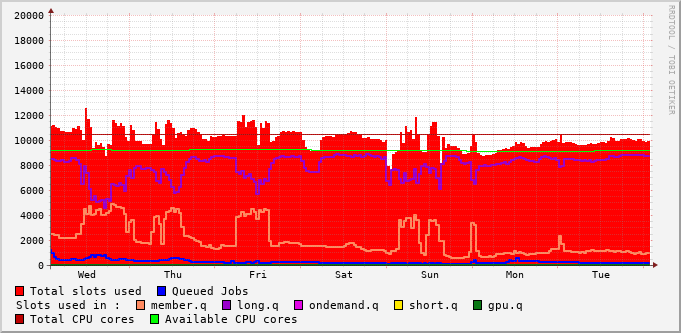 20000
18000
16000
14000
12000
10000
8000
6000
4000
2000
0
Wed Thu Fri Sat Sun Mon Tue
Total slots used Queued Jobs
Slots used in : member.q long.q ondemand.q short.q gpu.q
Total CPU cores Available CPU cores
RRDTOOL / TOBI OETIKER